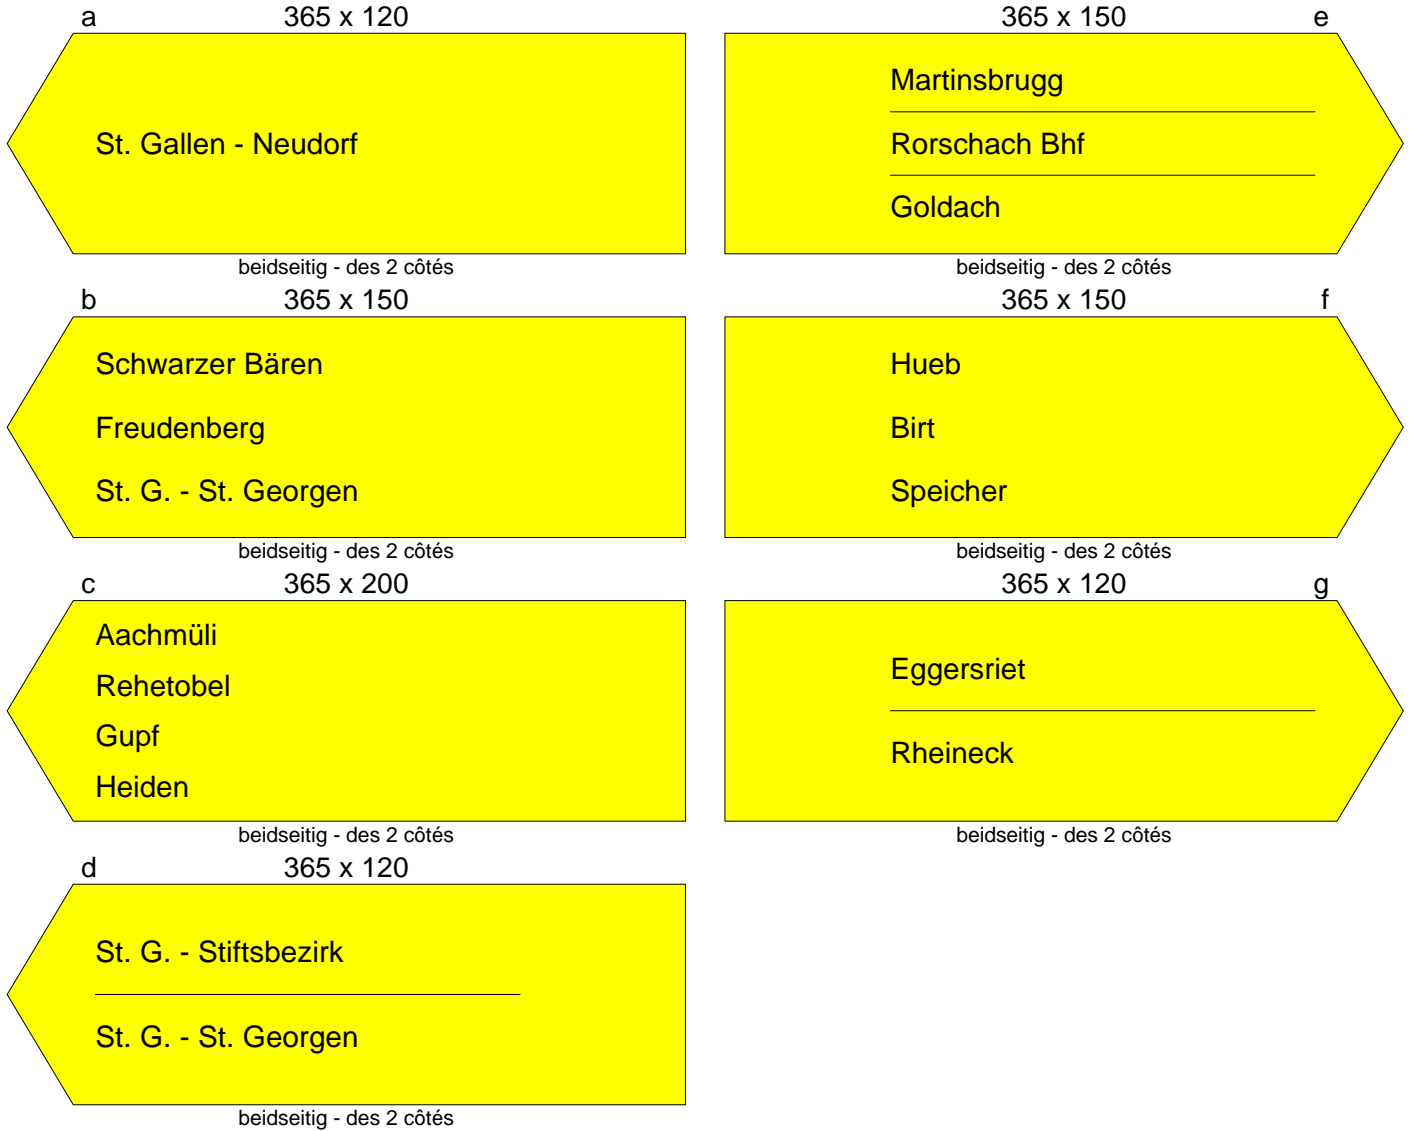 a 365 x 120
St. Gallen - Neudorf
beidseitig - des 2 côtés
b 365 x 150
Schwarzer Bären
Freudenberg
St. G. - St. Georgen
beidseitig - des 2 côtés
c 365 x 200
Aachmüli
Rehetobel
Gupf
Heiden
beidseitig - des 2 côtés
d 365 x 120
St. G. - Stiftsbezirk
St. G. - St. Georgen
beidseitig - des 2 côtés
365 x 150 e
Martinsbrugg
Rorschach Bhf
Goldach
beidseitig - des 2 côtés
365 x 150 f
Hueb
Birt
Speicher
beidseitig - des 2 côtés
365 x 120 g
Eggersriet
Rheineck
beidseitig - des 2 côtés